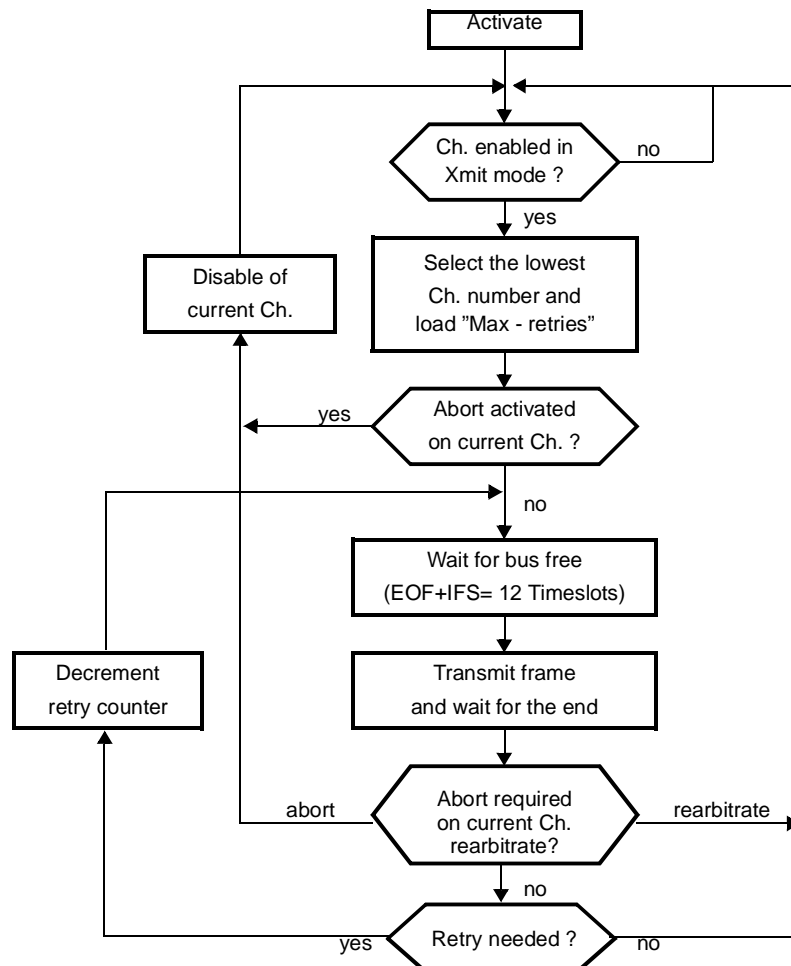 Activate
Ch. enabled in
Xmit mode ?
no
yes
Select the lowest
Ch. number and
load ”Max - retries”
Disable of
current Ch.
yes
Abort activated
on current Ch. ?
no
Wait for bus free
(EOF+IFS= 12 Timeslots)
Decrement
retry counter
Transmit frame
and wait for the end
abort
Abort required
on current Ch.
rearbitrate?
rearbitrate
no
yes
Retry needed ?
no